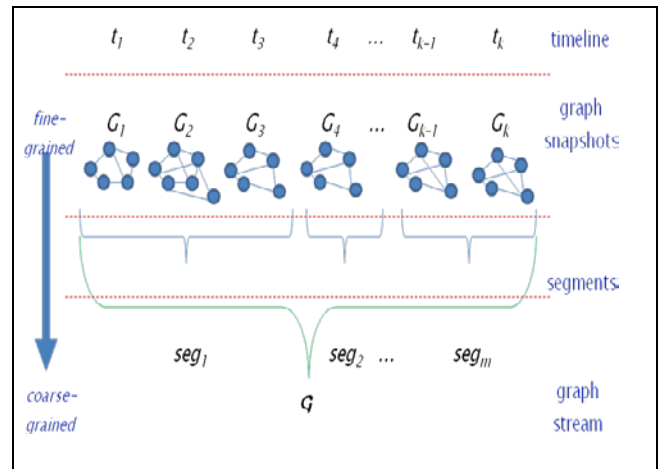 t₁ t₂ t₃ t₄ ... tₖ₋₁ tₖ timeline
fine-grained
G₁ G₂ G₃ G₄ ... Gₖ₋₁ Gₖ
graph
snapshots
segments
seg₁ seg₂ ... segₘ
coarse-
grained
G
graph
stream